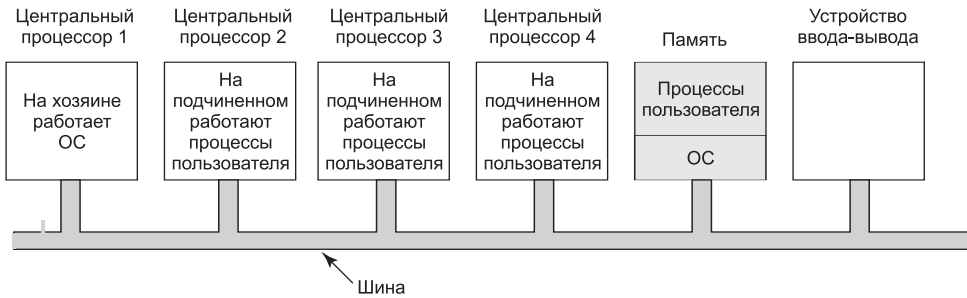 Центральный
процессор 1
Центральный
процессор 2
Центральный
процессор 3
Центральный
процессор 4
Память
Устройство
ввода-вывода
На хозяине
работает
ОС
На
подчиненном
работают
процессы
пользователя
На
подчиненном
работают
процессы
пользователя
На
подчиненном
работают
процессы
пользователя
Процессы
пользователя
ОС
Шина